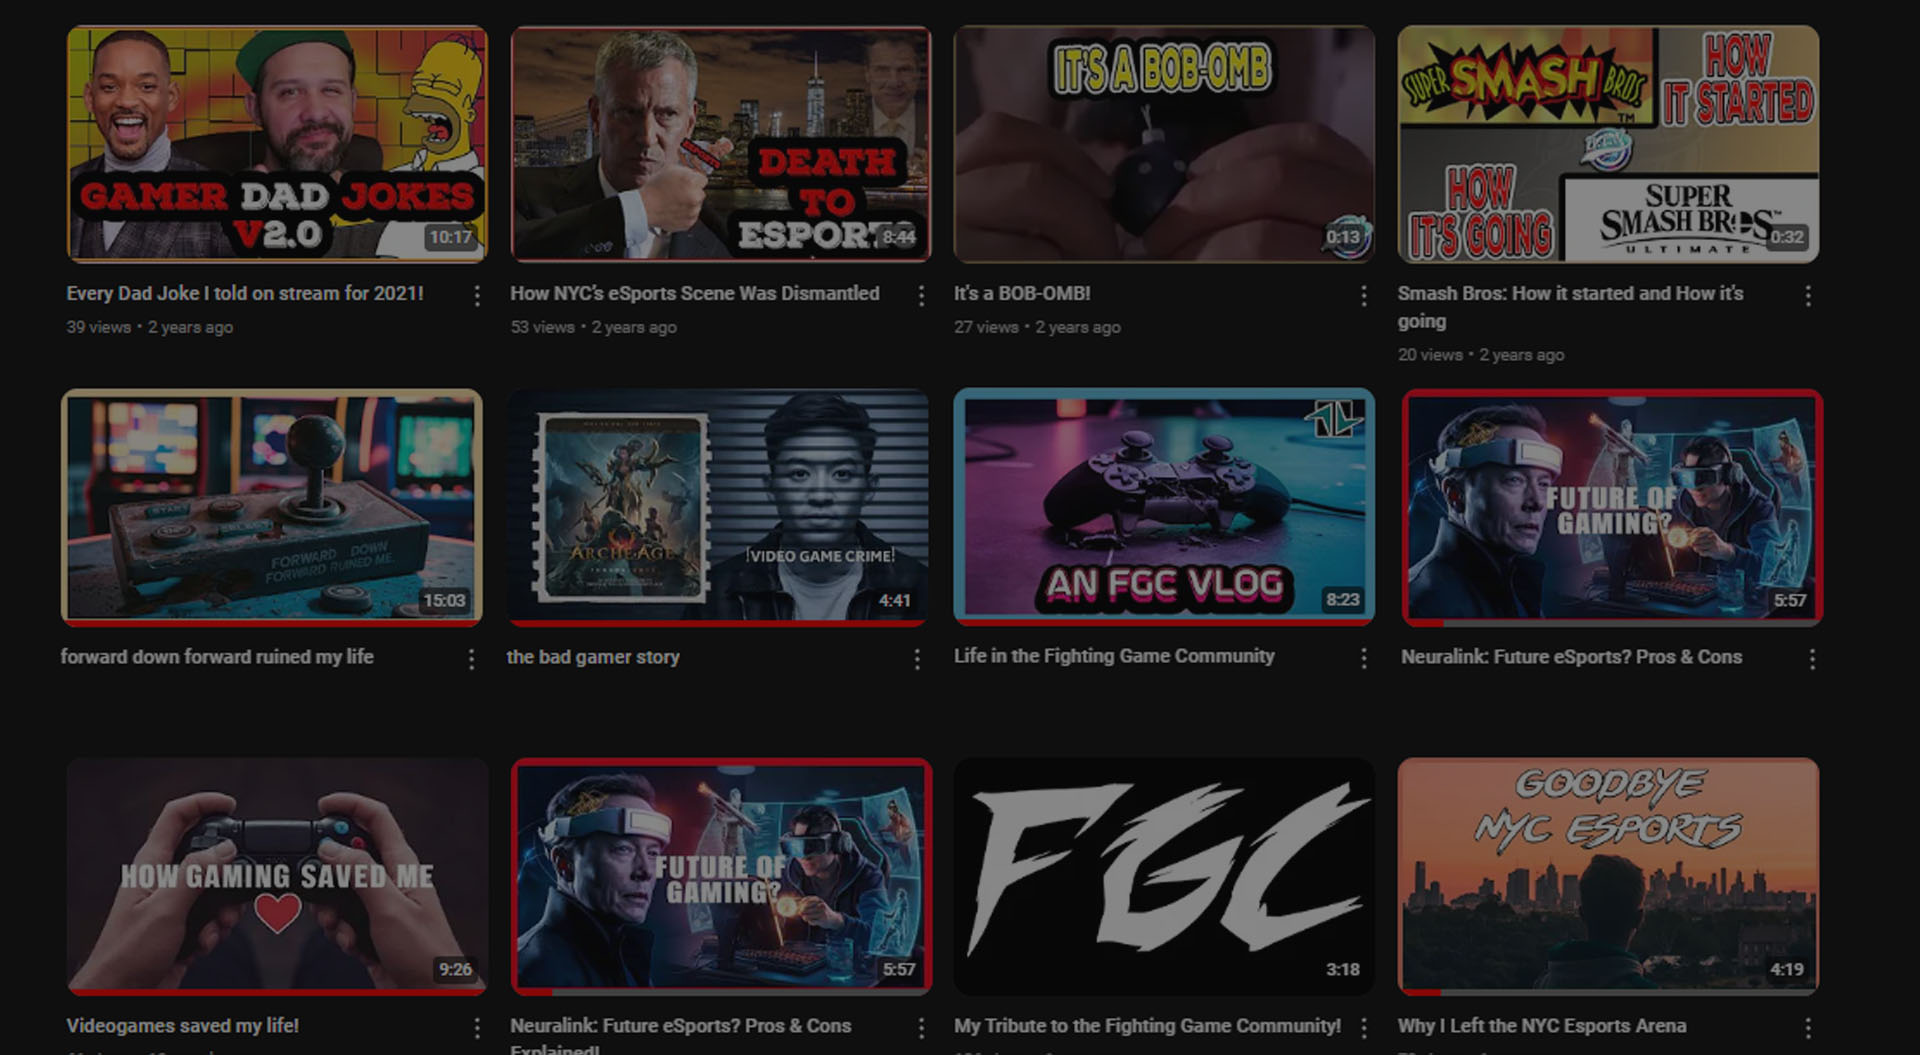 GAMER DAD JOKES
V2.0
10:17
Every Dad Joke I told on stream for 2021!
39 views • 2 years ago
ESPORTS
DEATH
TO
ESPORT
8:44
How NYC's eSports Scene Was Dismantled
53 views • 2 years ago
IT'S A BOB-OMB
0:13
It's a BOB-OMB!
27 views • 2 years ago
SUPER SMASH BROS.
TM
HOW
IT STARTED
HOW
IT'S GOING
SUPER
SMASH BROS
ULTIMATE
0:32
Smash Bros: How it started and How it's
going
20 views • 2 years ago
START
SELECT
FORWARD DOWN
FORWARD RUINED ME.
15:03
forward down forward ruined my life
ARCHEAGE
!VIDEO GAME CRIME!
4:41
the bad gamer story
AN FGC VLOG
8:23
Life in the Fighting Game Community
FUTURE OF
GAMING?
5:57
Neuralink: Future eSports? Pros & Cons
HOW GAMING SAVED ME
9:26
Videogames saved my life!
FUTURE OF
GAMING?
5:57
Neuralink: Future eSports? Pros & Cons
Explained!
FGC
3:18
My Tribute to the Fighting Game Community!
GOODBYE
NYC ESPORTS
4:19
Why I Left the NYC Esports Arena